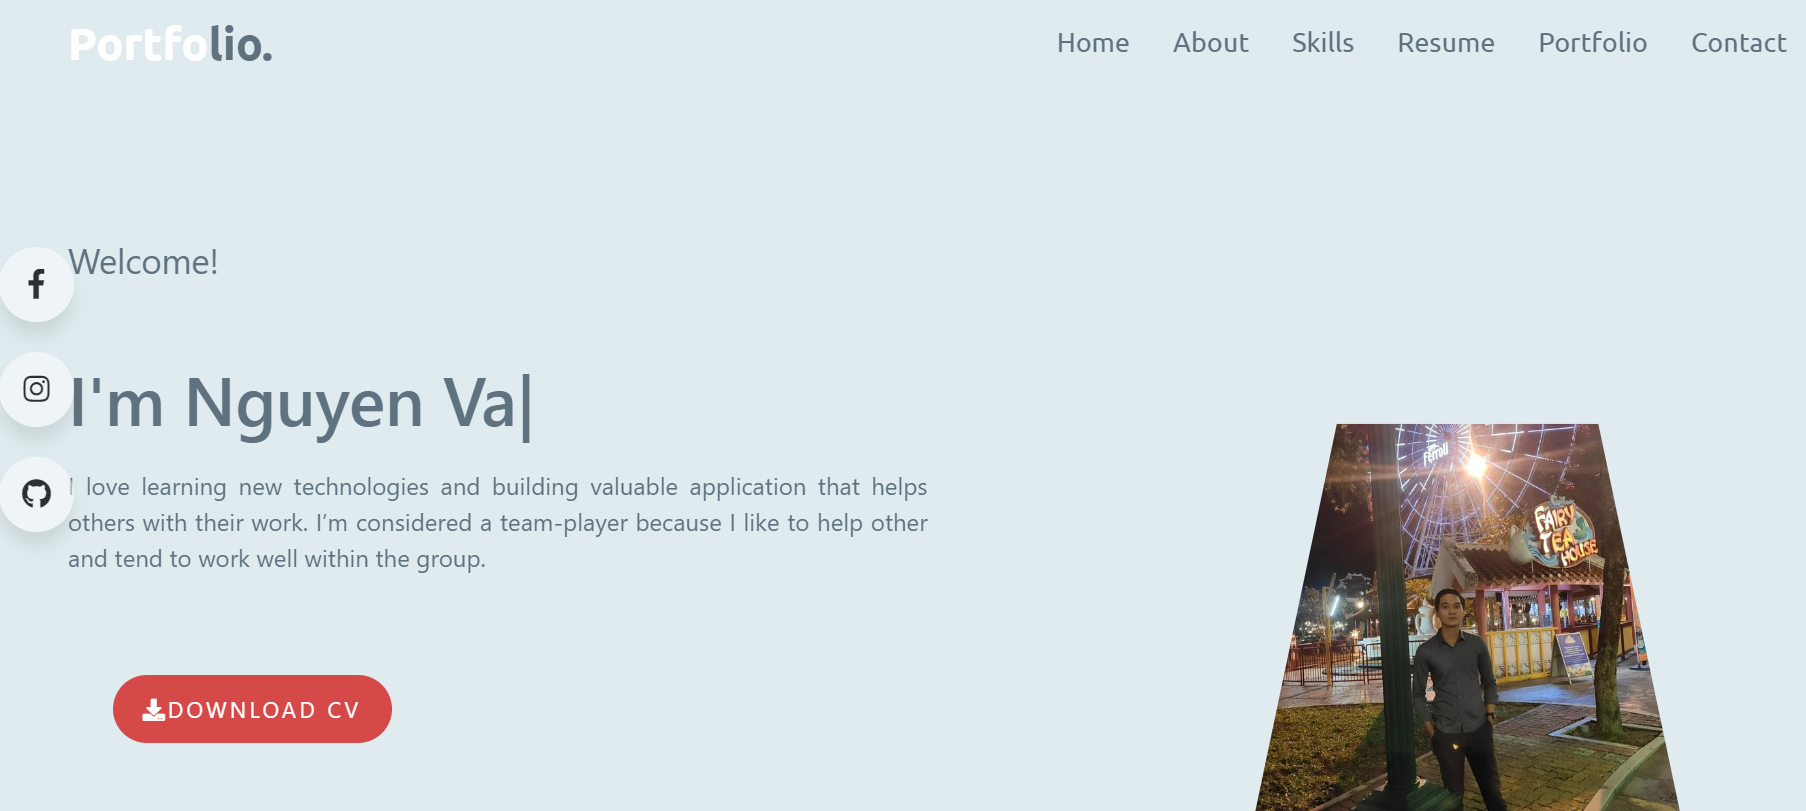 Portfolio.
Home About Skills Resume Portfolio Contact
Welcome!
I'm Nguyen Va|
I love learning new technologies and building valuable application that helps
others with their work. I’m considered a team-player because I like to help other
and tend to work well within the group.
DOWNLOAD CV
Ferroli
FAIRY
TEA
HOUSE